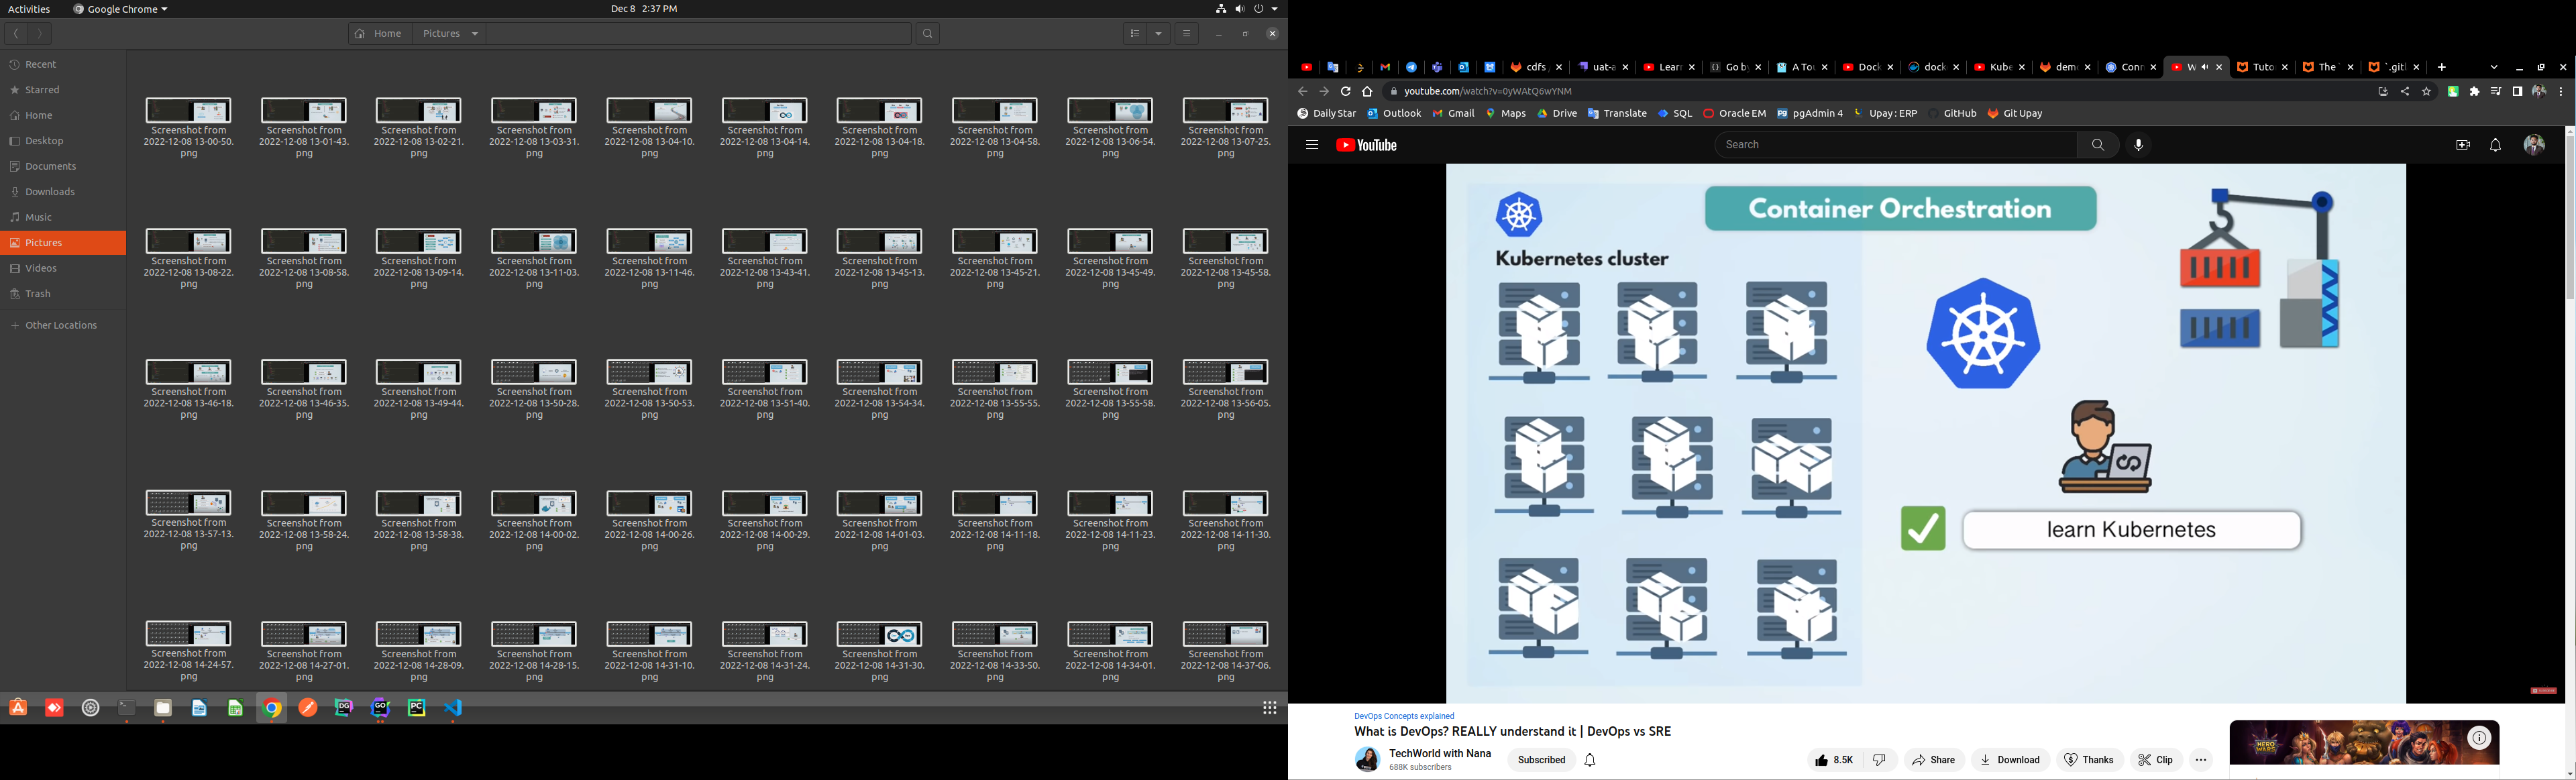 Activities
Google Chrome
Dec 8 2:37 PM
Home
Pictures
Recent
Starred
Home
Desktop
Documents
Downloads
Music
Pictures
Videos
Trash
Other Locations
Screenshot from 2022-12-08 13-00-50.png
Screenshot from 2022-12-08 13-01-43.png
Screenshot from 2022-12-08 13-02-21.png
Screenshot from 2022-12-08 13-03-31.png
Screenshot from 2022-12-08 13-04-10.png
Screenshot from 2022-12-08 13-04-14.png
Screenshot from 2022-12-08 13-04-18.png
Screenshot from 2022-12-08 13-04-58.png
Screenshot from 2022-12-08 13-06-54.png
Screenshot from 2022-12-08 13-07-25.png
Screenshot from 2022-12-08 13-08-22.png
Screenshot from 2022-12-08 13-08-58.png
Screenshot from 2022-12-08 13-09-14.png
Screenshot from 2022-12-08 13-11-03.png
Screenshot from 2022-12-08 13-11-46.png
Screenshot from 2022-12-08 13-43-41.png
Screenshot from 2022-12-08 13-45-13.png
Screenshot from 2022-12-08 13-45-21.png
Screenshot from 2022-12-08 13-45-49.png
Screenshot from 2022-12-08 13-45-58.png
Screenshot from 2022-12-08 13-46-18.png
Screenshot from 2022-12-08 13-46-35.png
Screenshot from 2022-12-08 13-49-44.png
Screenshot from 2022-12-08 13-50-28.png
Screenshot from 2022-12-08 13-50-53.png
Screenshot from 2022-12-08 13-51-40.png
Screenshot from 2022-12-08 13-54-34.png
Screenshot from 2022-12-08 13-55-55.png
Screenshot from 2022-12-08 13-55-58.png
Screenshot from 2022-12-08 13-56-05.png
Screenshot from 2022-12-08 13-57-13.png
Screenshot from 2022-12-08 13-58-24.png
Screenshot from 2022-12-08 13-58-38.png
Screenshot from 2022-12-08 14-00-02.png
Screenshot from 2022-12-08 14-00-26.png
Screenshot from 2022-12-08 14-00-29.png
Screenshot from 2022-12-08 14-01-03.png
Screenshot from 2022-12-08 14-11-18.png
Screenshot from 2022-12-08 14-11-23.png
Screenshot from 2022-12-08 14-11-30.png
Screenshot from 2022-12-08 14-24-57.png
Screenshot from 2022-12-08 14-27-01.png
Screenshot from 2022-12-08 14-28-09.png
Screenshot from 2022-12-08 14-28-15.png
Screenshot from 2022-12-08 14-31-10.png
Screenshot from 2022-12-08 14-31-24.png
Screenshot from 2022-12-08 14-31-30.png
Screenshot from 2022-12-08 14-33-50.png
Screenshot from 2022-12-08 14-34-01.png
Screenshot from 2022-12-08 14-37-06.png
DG
GO
PC
cdfs
uat-a
Learn
Go by
A Tou
Dock
dock
Kube
demo
Conn
W
Tuto
The
`.gitl
youtube.com/watch?v=0yWAtQ6wYNM
Daily Star
Outlook
Gmail
Maps
Drive
Translate
SQL
Oracle EM
pgAdmin 4
Upay : ERP
GitHub
Git Upay
YouTube
Search
Container Orchestration
Kubernetes cluster
learn Kubernetes
DevOps Concepts explained
What is DevOps? REALLY understand it | DevOps vs SRE
TechWorld with Nana
688K subscribers
Subscribed
8.5K
Share
Download
Thanks
Clip
HERO WARS